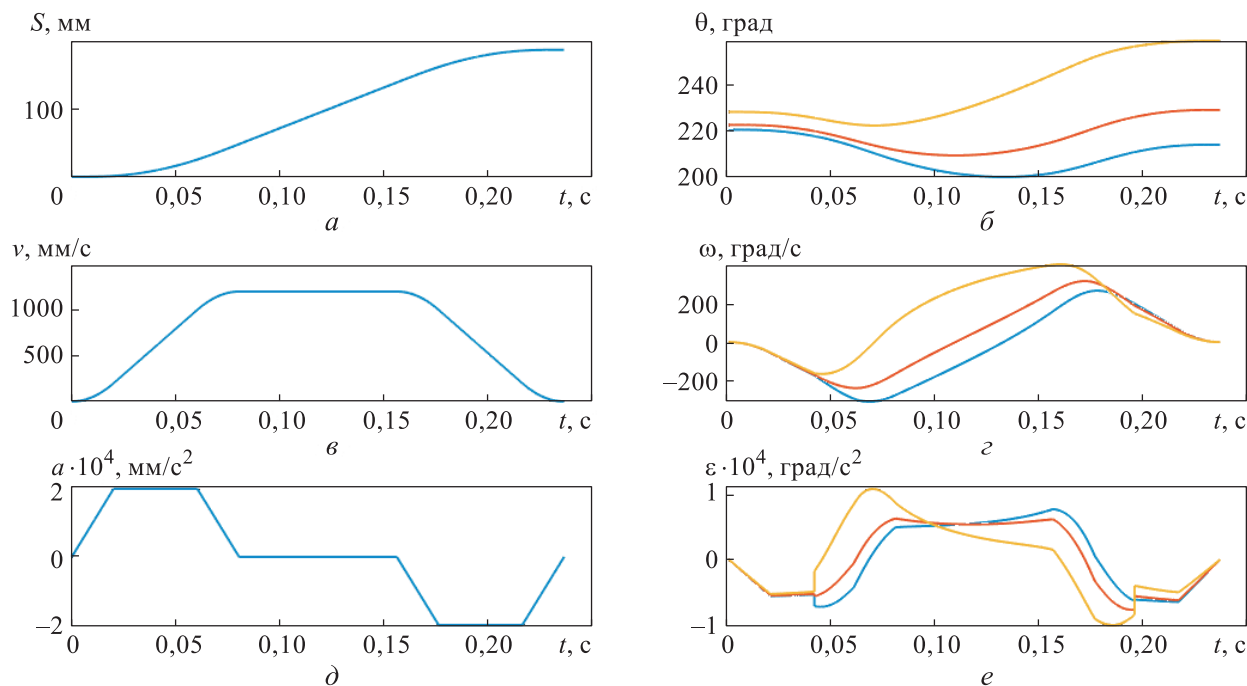 S, мм
100
0 0,05 0,10 0,15 0,20 t, с
а
θ, град
240
220
200
0 0,05 0,10 0,15 0,20 t, с
б
v, мм/с
1000
500
0 0,05 0,10 0,15 0,20 t, с
в
ω, град/с
200
0
–200
0 0,05 0,10 0,15 0,20 t, с
г
a·10⁴, мм/с²
2
0
–2
0 0,05 0,10 0,15 0,20 t, с
д
ε·10⁴, град/с²
1
0
–1
0 0,05 0,10 0,15 0,20 t, с
е